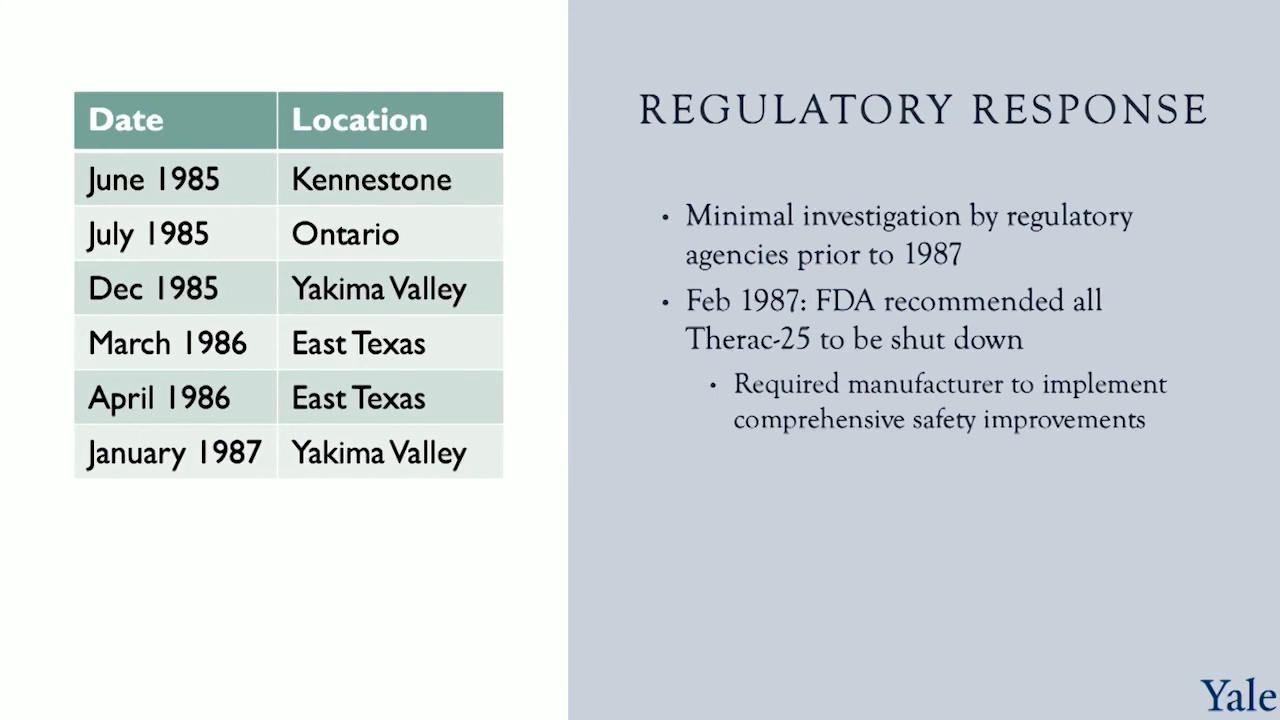 Date Location
June 1985 Kennestone
July 1985 Ontario
Dec 1985 Yakima Valley
March 1986 East Texas
April 1986 East Texas
January 1987 Yakima Valley
REGULATORY RESPONSE
• Minimal investigation by regulatory
agencies prior to 1987
• Feb 1987: FDA recommended all
Therac-25 to be shut down
• Required manufacturer to implement
comprehensive safety improvements
Yale